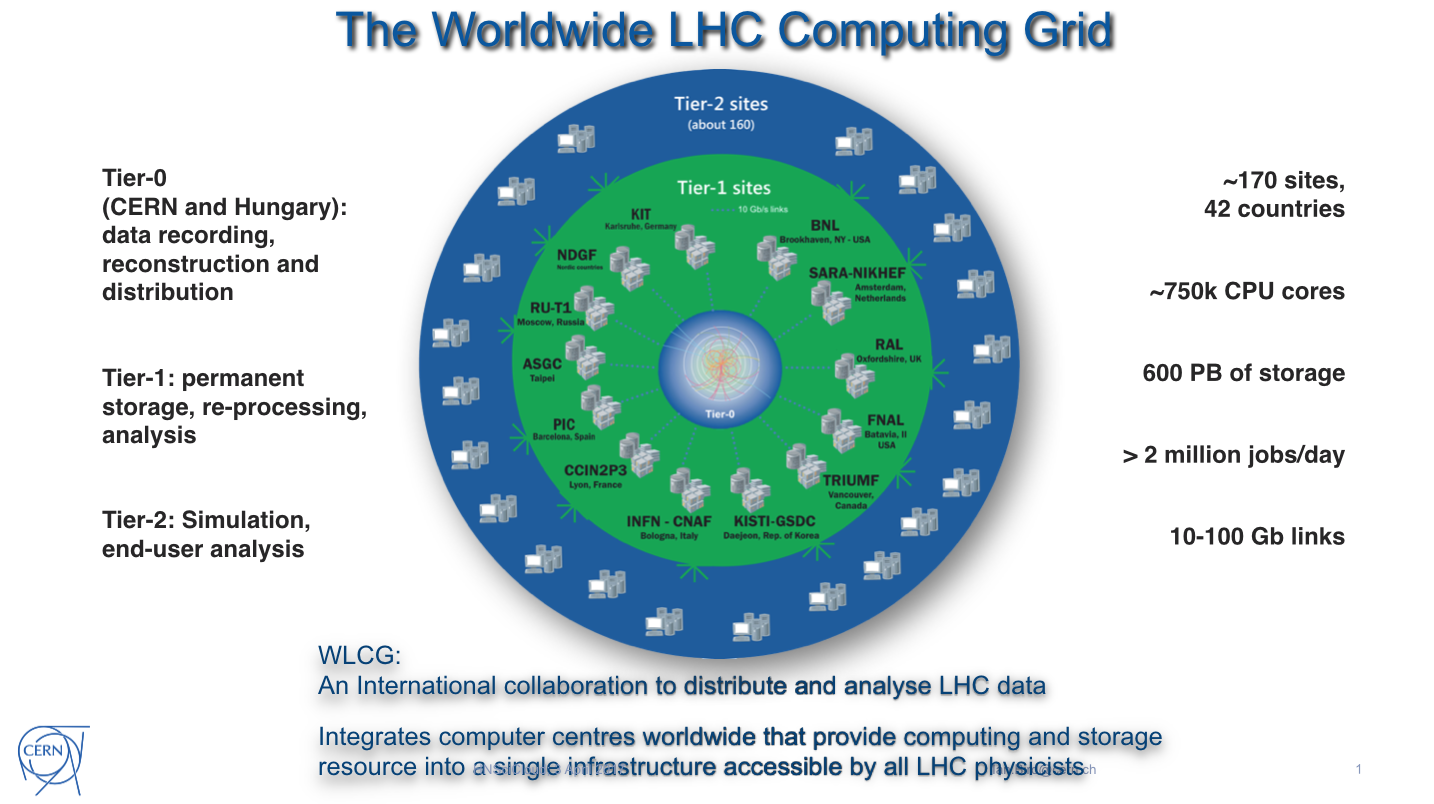 The Worldwide LHC Computing Grid
Tier-0
(CERN and Hungary):
data recording,
reconstruction and
distribution
Tier-1: permanent
storage, re-processing,
analysis
Tier-2: Simulation,
end-user analysis
Tier-2 sites
(about 160)
Tier-1 sites
10 Gb/s links
KIT
Karlsruhe, Germany
NDGF
Nordic countries
RU-T1
Moscow, Russia
ASGC
Taipei
PIC
Barcelona, Spain
CCIN2P3
Lyon, France
INFN - CNAF
Bologna, Italy
KISTI-GSDC
Daejeon, Rep. of Korea
TRIUMF
Vancouver,
Canada
FNAL
Batavia, Il
USA
RAL
Oxfordshire, UK
SARA-NIKHEF
Amsterdam,
Netherlands
BNL
Brookhaven, NY - USA
Tier-0
~170 sites,
42 countries
~750k CPU cores
600 PB of storage
> 2 million jobs/day
10-100 Gb links
WLCG:
An International collaboration to distribute and analyse LHC data
Integrates computer centres worldwide that provide computing and storage
resource into a single infrastructure accessible by all LHC physicists
CERN
1